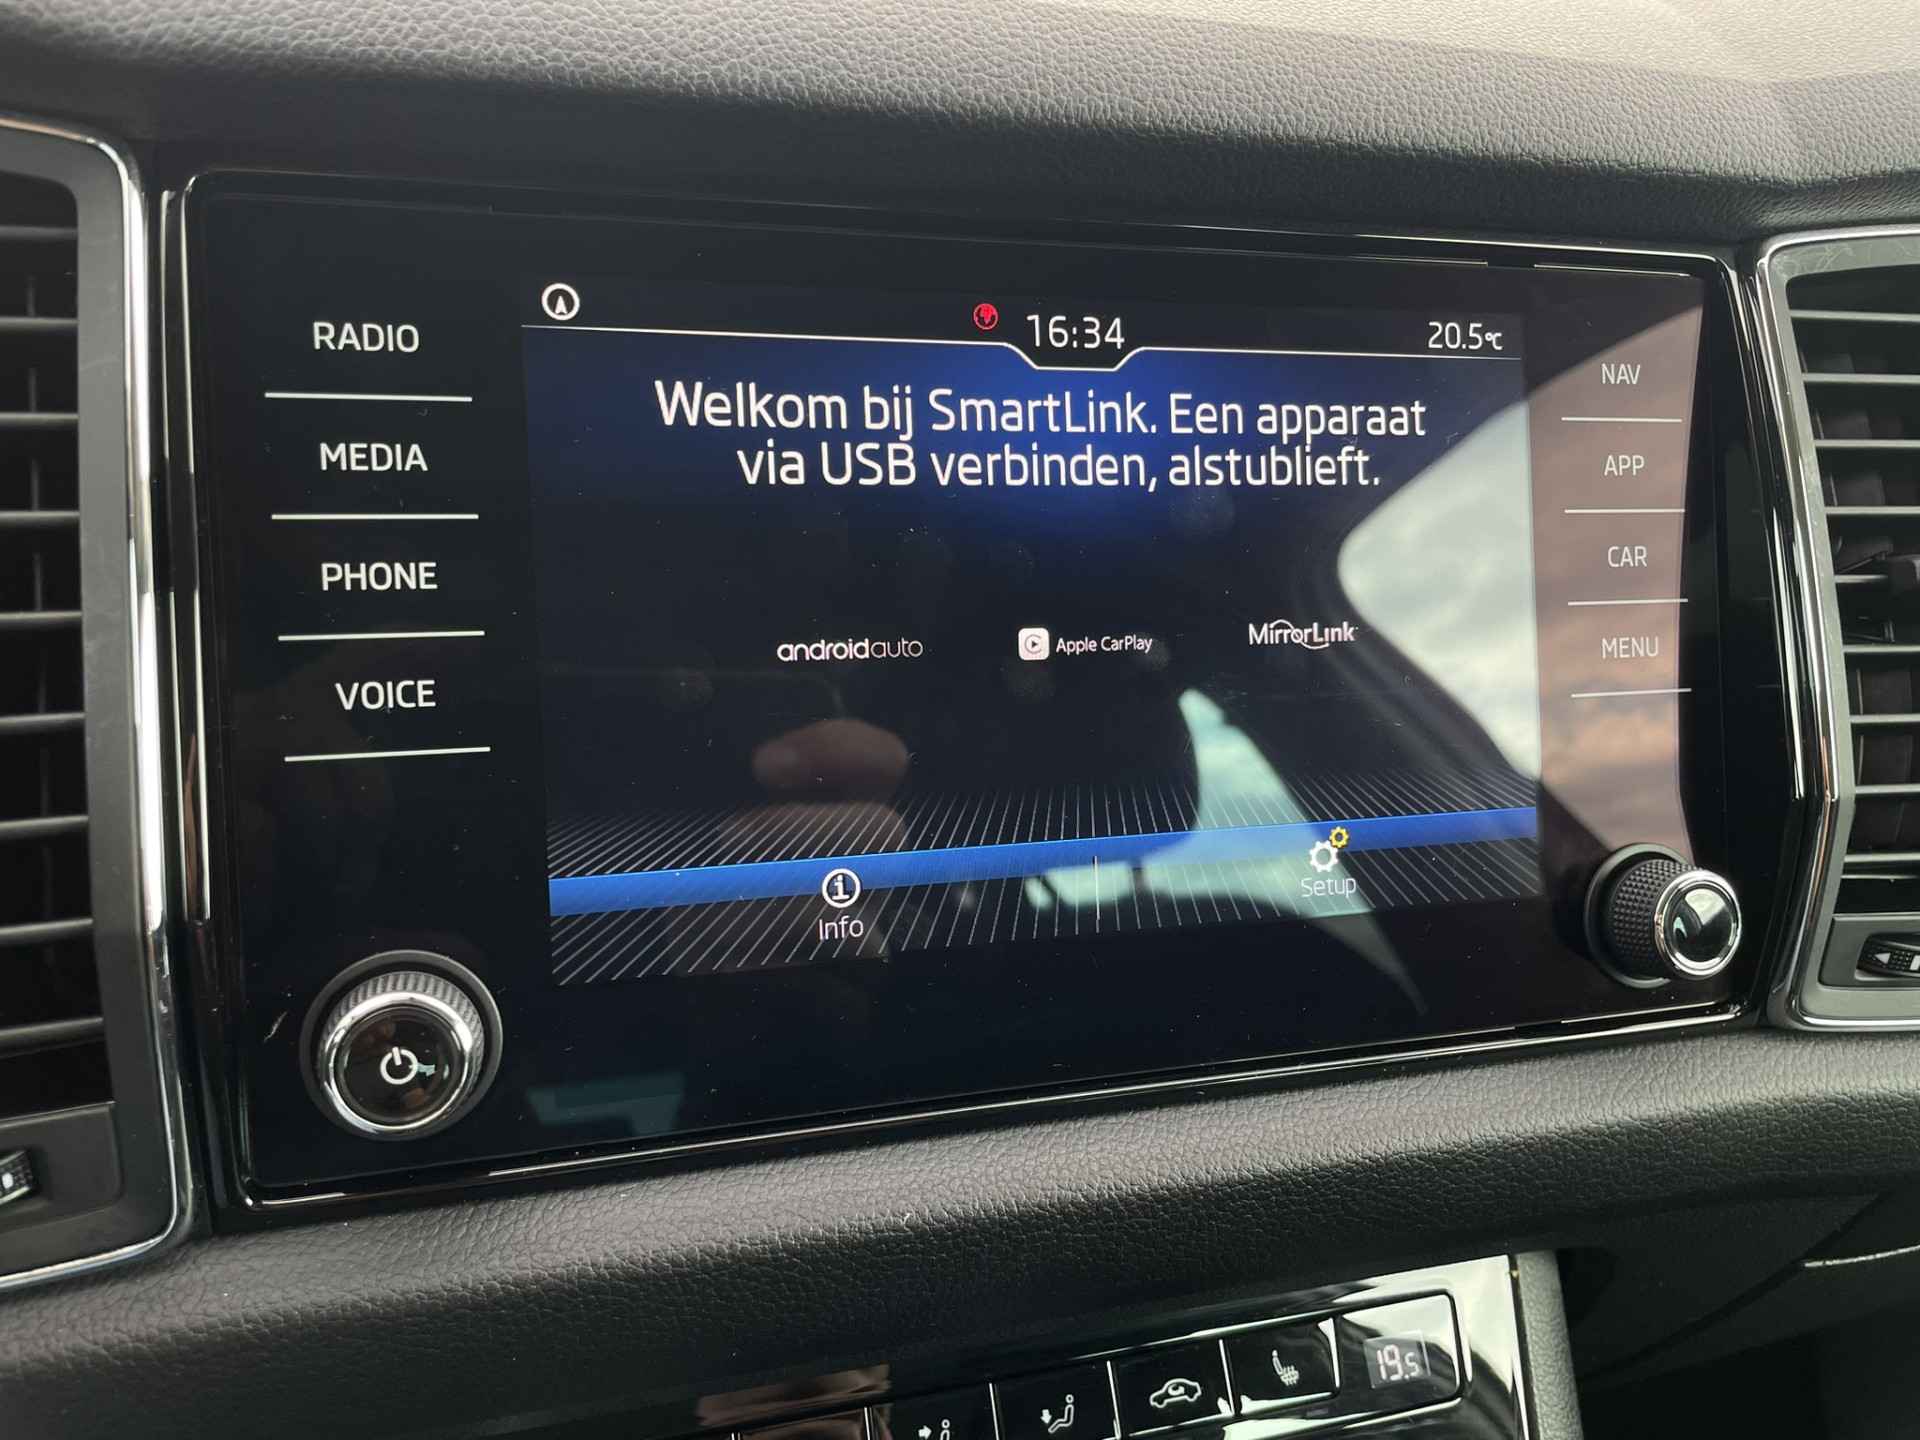 RADIO
MEDIA
PHONE
VOICE
16:34
20.5°C
Welkom bij SmartLink. Een apparaat
via USB verbinden, alstublieft.
androidauto
Apple CarPlay
MirrorLink
Info
Setup
NAV
APP
CAR
MENU
19.5